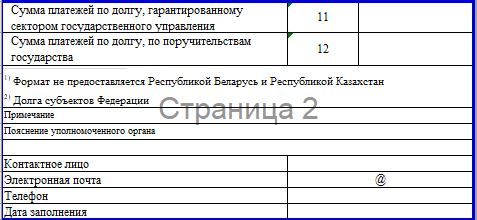 Сумма платежей по долгу, гарантированному
сектором государственного управления
11
Сумма платежей по долгу, по поручительствам
государства
12
1) Формат не предоставляется Республикой Беларусь и Республикой Казахстан
2) Долга субъектов Федерации
Страница 2
Примечание
Пояснение уполномоченного органа
Контактное лицо
Электронная почта @
Телефон
Дата заполнения